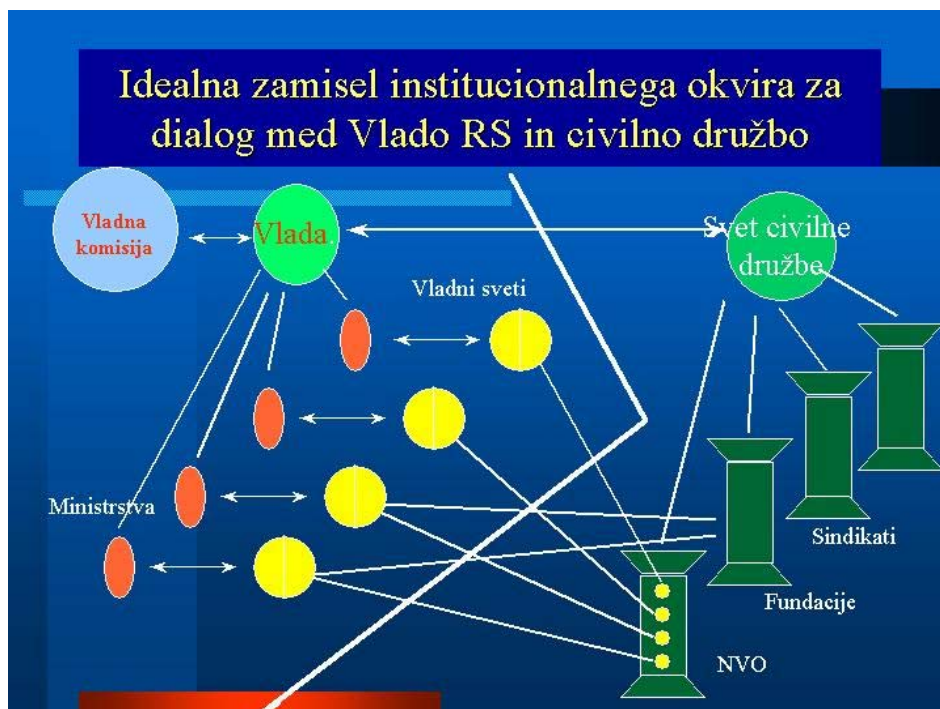 Idealna zamisel institucionalnega okvira za
dialog med Vlado RS in civilno družbo
Vladna
komisija
Vlada.
Svet civilne
družbe
Vladni sveti
Ministrstva
Sindikati
Fundacije
NVO